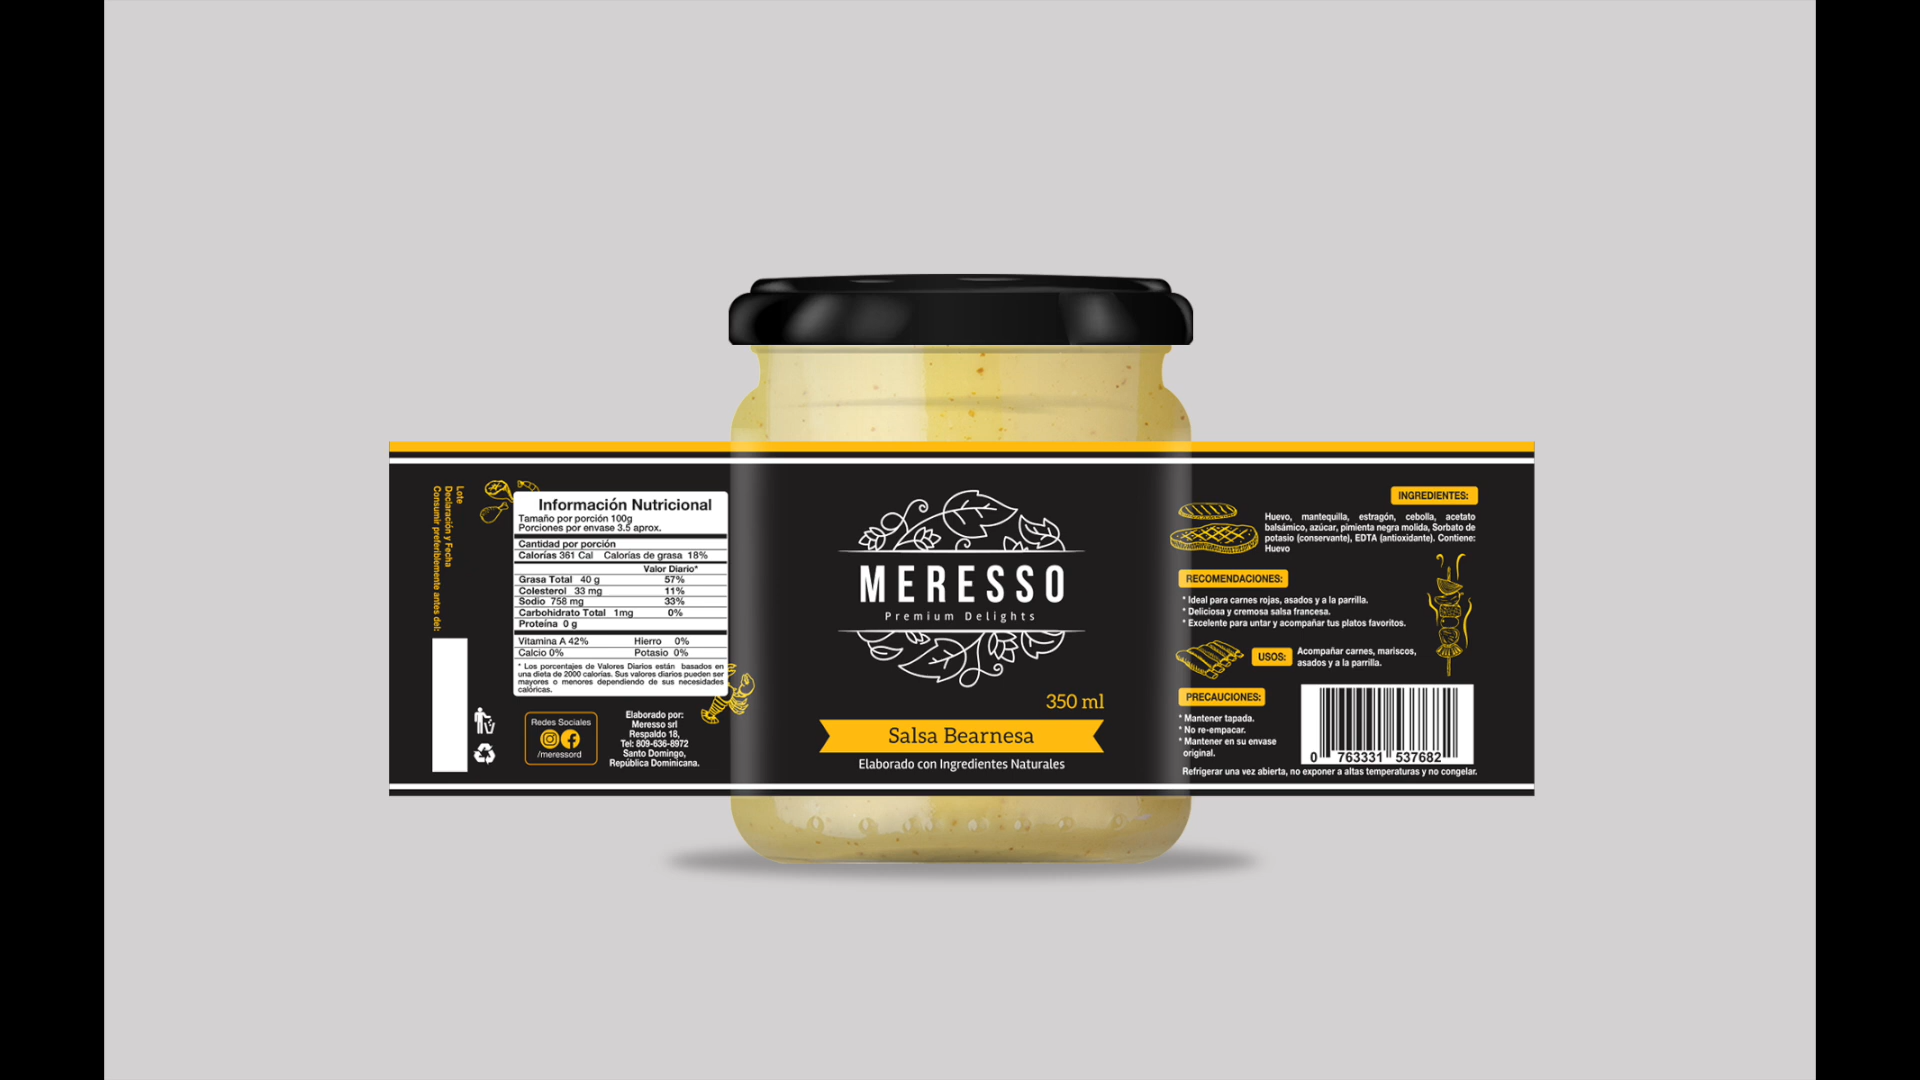 Lote
Declaración y Fecha
Consumir preferiblemente antes del:
Información Nutricional
Tamaño por porción 100g
Porciones por envase 3.5 aprox.
Cantidad por porción
Calorías 361 Cal Calorías de grasa 18%
Valor Diario*
Grasa Total 40 g 57%
Colesterol 33 mg 11%
Sodio 758 mg 33%
Carbohidrato Total 1mg 0%
Proteína 0 g
Vitamina A 42% Hierro 0%
Calcio 0% Potasio 0%
* Los porcentajes de Valores Diarios están basados en
una dieta de 2000 calorías. Sus valores diarios pueden ser
mayores o menores dependiendo de sus necesidades
calóricas.
Redes Sociales
/meressord
Elaborado por:
Meresso srl
Respaldo 18,
Tel: 809-636-8972
Santo Domingo,
República Dominicana.
MERESSO
Premium Delights
350 ml
Salsa Bearnesa
Elaborado con Ingredientes Naturales
INGREDIENTES:
Huevo, mantequilla, estragón, cebolla, acetato
balsámico, azúcar, pimienta negra molida, Sorbato de
potasio (conservante), EDTA (antioxidante). Contiene:
Huevo
RECOMENDACIONES:
* Ideal para carnes rojas, asados y a la parrilla.
* Deliciosa y cremosa salsa francesa.
* Excelente para untar y acompañar tus platos favoritos.
USOS:
Acompañar carnes, mariscos,
asados y a la parrilla.
PRECAUCIONES:
* Mantener tapada.
* No re-empacar.
* Mantener en su envase
original.
0 763331 537682
Refrigerar una vez abierta, no exponer a altas temperaturas y no congelar.